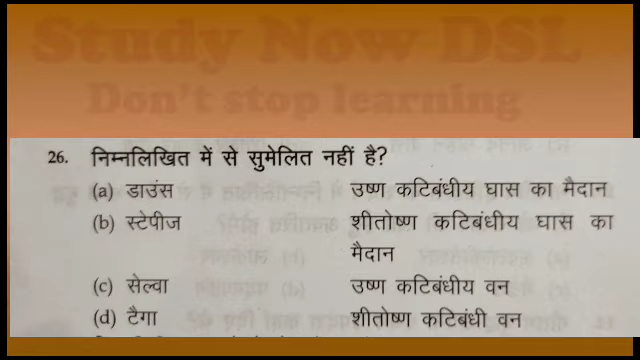 Study Now DSL
Don't stop learning
26. निम्नलिखित में से सुमेलित नहीं है?
(a) डाउंस उष्ण कटिबंधीय घास का मैदान
(b) स्टेपीज शीतोष्ण कटिबंधीय घास का
मैदान
(c) सेल्वा उष्ण कटिबंधीय वन
(d) टैगा शीतोष्ण कटिबंधी वन